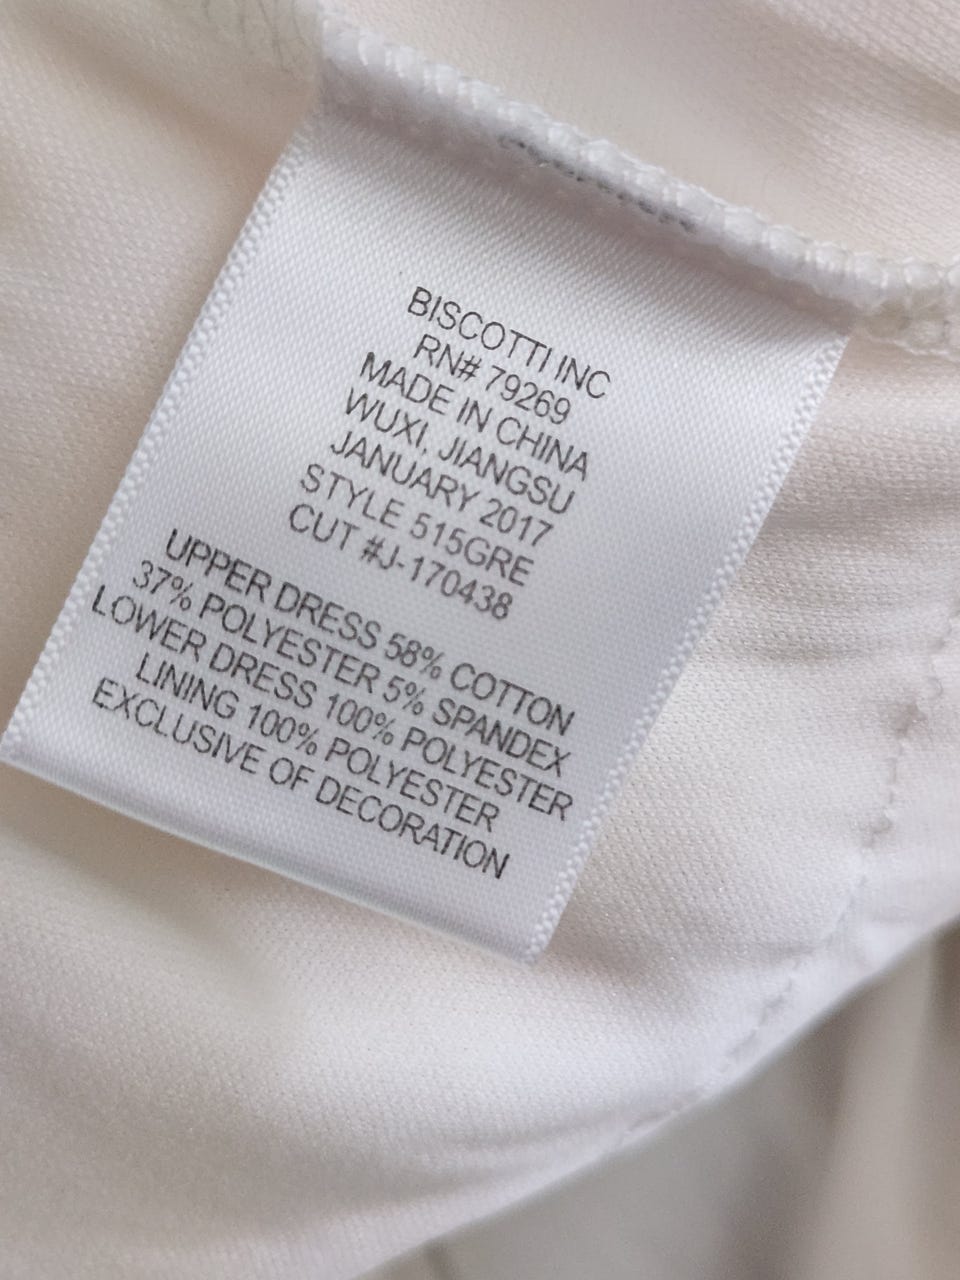 BISCOTTI INC
RN# 79269
MADE IN CHINA
WUXI, JIANGSU
JANUARY 2017
STYLE 515GRE
CUT #J-170438
UPPER DRESS 58% COTTON
37% POLYESTER 5% SPANDEX
LOWER DRESS 100% POLYESTER
LINING 100% POLYESTER
EXCLUSIVE OF DECORATION